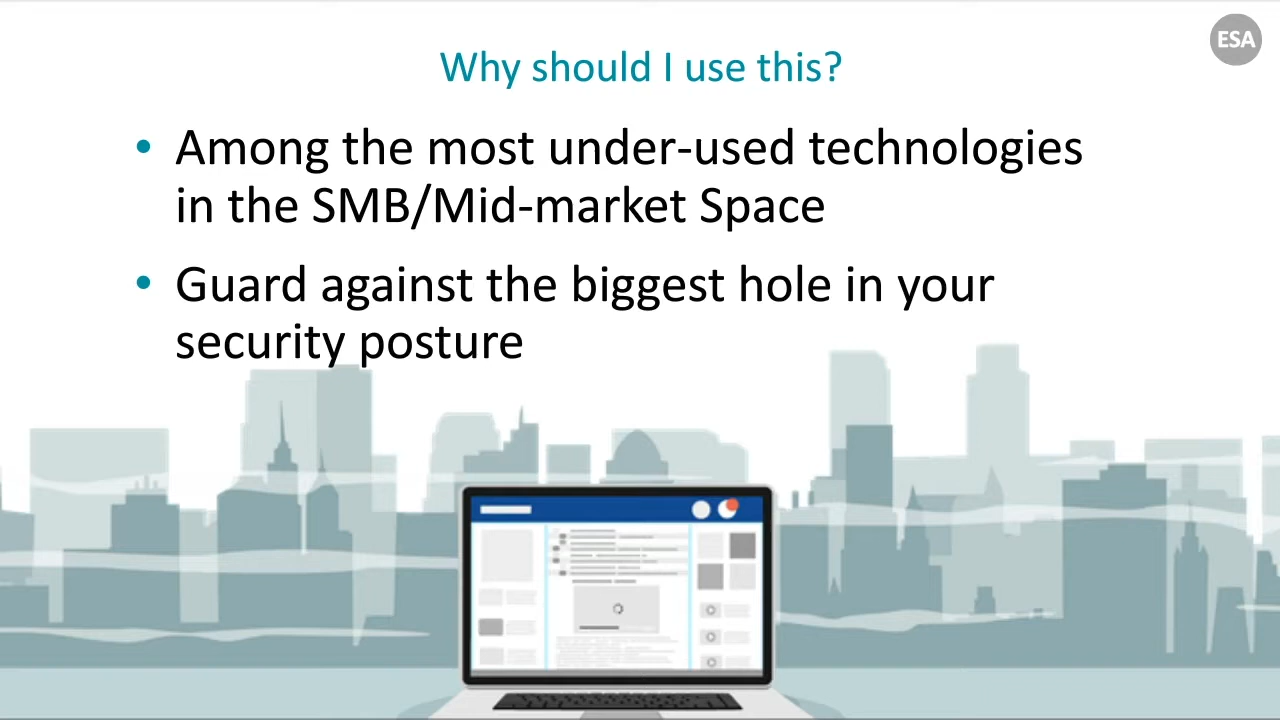 ESA
Why should I use this?
• Among the most under-used technologies
in the SMB/Mid-market Space
• Guard against the biggest hole in your
security posture